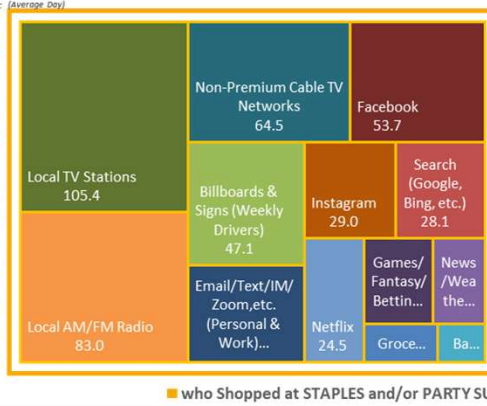 (Average Day)
Local TV Stations
105.4
Non-Premium Cable TV
Networks
64.5
Facebook
53.7
Billboards &
Signs (Weekly
Drivers)
47.1
Instagram
29.0
Search
(Google,
Bing, etc.)
28.1
Local AM/FM Radio
83.0
Email/Text/IM/
Zoom,etc.
(Personal &
Work)...
Netflix
24.5
Games/
Fantasy/
Bettin...
News
/Wea
the...
Groce...
Ba...
who Shopped at STAPLES and/or PARTY SU